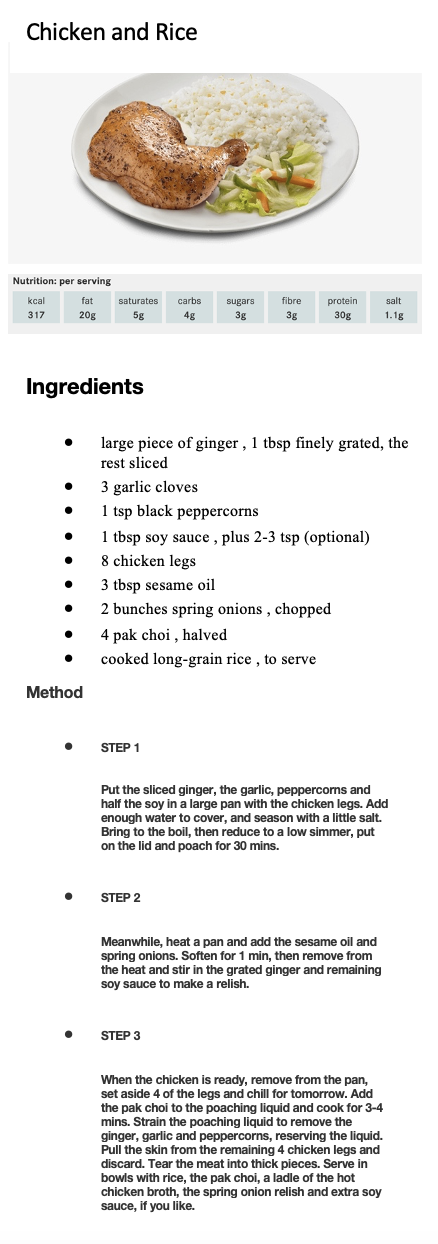 Chicken and Rice
Nutrition: per serving
kcal fat saturates carbs sugars fibre protein salt
317 20g 5g 4g 3g 3g 30g 1.1g
Ingredients
• large piece of ginger , 1 tbsp finely grated, the
rest sliced
• 3 garlic cloves
• 1 tsp black peppercorns
• 1 tbsp soy sauce , plus 2-3 tsp (optional)
• 8 chicken legs
• 3 tbsp sesame oil
• 2 bunches spring onions , chopped
• 4 pak choi , halved
• cooked long-grain rice , to serve
Method
• STEP 1
Put the sliced ginger, the garlic, peppercorns and
half the soy in a large pan with the chicken legs. Add
enough water to cover, and season with a little salt.
Bring to the boil, then reduce to a low simmer, put
on the lid and poach for 30 mins.
• STEP 2
Meanwhile, heat a pan and add the sesame oil and
spring onions. Soften for 1 min, then remove from
the heat and stir in the grated ginger and remaining
soy sauce to make a relish.
• STEP 3
When the chicken is ready, remove from the pan,
set aside 4 of the legs and chill for tomorrow. Add
the pak choi to the poaching liquid and cook for 3-4
mins. Strain the poaching liquid to remove the
ginger, garlic and peppercorns, reserving the liquid.
Pull the skin from the remaining 4 chicken legs and
discard. Tear the meat into thick pieces. Serve in
bowls with rice, the pak choi, a ladle of the hot
chicken broth, the spring onion relish and extra soy
sauce, if you like.